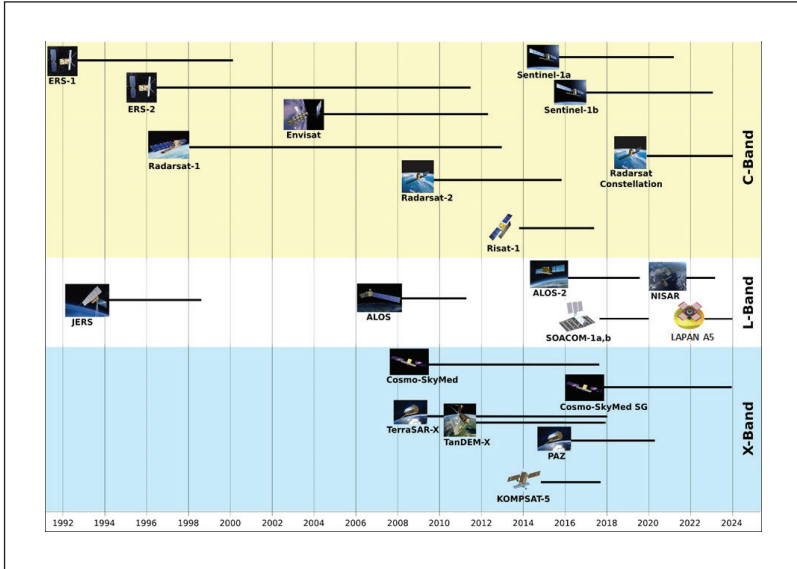 ERS-1
ERS-2
Envisat
Radarsat-1
Radarsat-2
Risat-1
Sentinel-1a
Sentinel-1b
Radarsat
Constellation
C-Band
JERS
ALOS
ALOS-2
NISAR
SOACOM-1a,b
LAPAN A5
L-Band
Cosmo-SkyMed
Cosmo-SkyMed SG
TerraSAR-X
TanDEM-X
PAZ
KOMPSAT-5
X-Band
1992 1994 1996 1998 2000 2002 2004 2006 2008 2010 2012 2014 2016 2018 2020 2022 2024